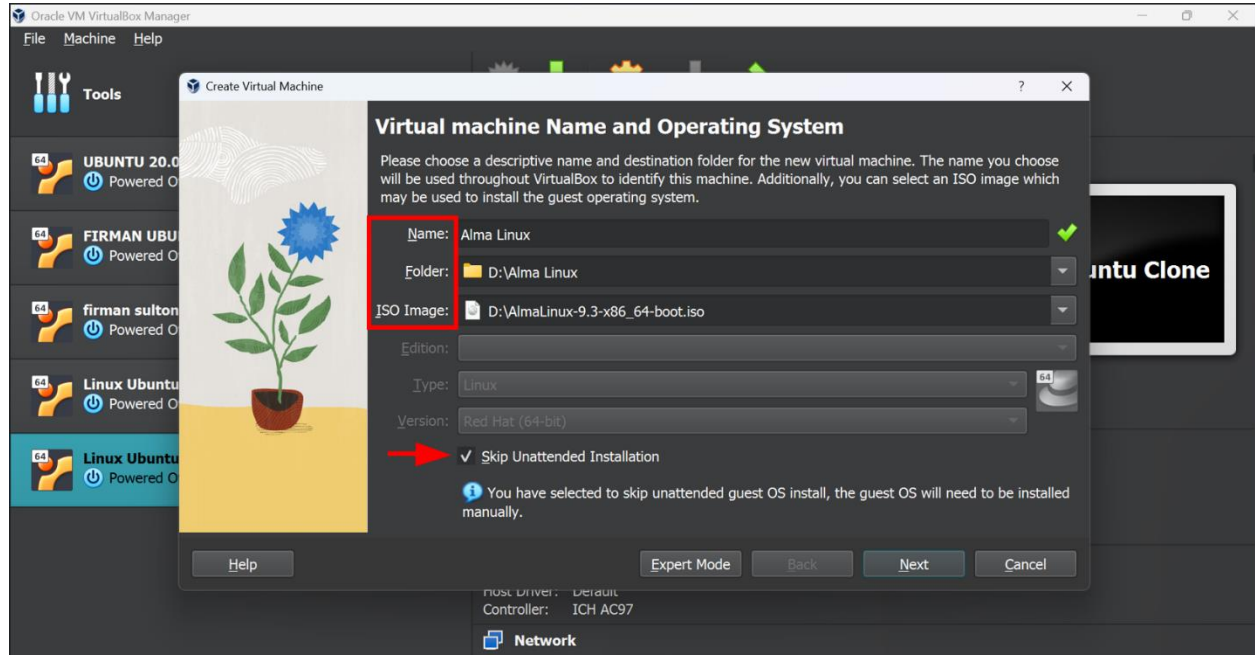 Oracle VM VirtualBox Manager
File Machine Help
Tools
64
UBUNTU 20.0
Powered O
64
FIRMAN UBU
Powered O
64
firman sulton
Powered O
64
Linux Ubuntu
Powered O
64
Linux Ubuntu
Powered O
Create Virtual Machine
?
Virtual machine Name and Operating System
Please choose a descriptive name and destination folder for the new virtual machine. The name you choose
will be used throughout VirtualBox to identify this machine. Additionally, you can select an ISO image which
may be used to install the guest operating system.
Name: Alma Linux
Folder: D:\Alma Linux
ISO Image: D:\AlmaLinux-9.3-x86_64-boot.iso
Edition:
Type: Linux
64
Version: Red Hat (64-bit)
Skip Unattended Installation
You have selected to skip unattended guest OS install, the guest OS will need to be installed
manually.
Help Expert Mode Back Next Cancel
untu Clone
Host Driver: Default
Controller: ICH AC97
Network